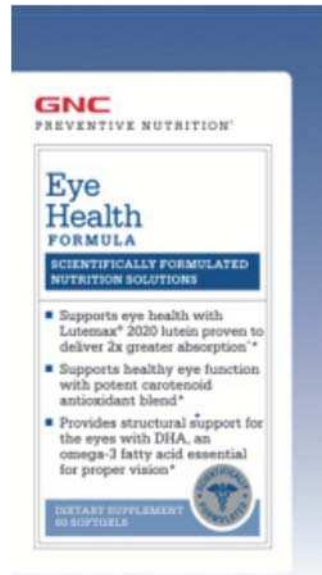 GNC
PREVENTIVE NUTRITION®
Eye
Health
FORMULA
SCIENTIFICALLY FORMULATED
NUTRITION SOLUTIONS
▪ Supports eye health with
Lutemax® 2020 lutein proven to
deliver 2x greater absorption^*
▪ Supports healthy eye function
with potent carotenoid
antioxidant blend*
▪ Provides structural support for
the eyes with DHA, an
omega-3 fatty acid essential
for proper vision*
DIETARY SUPPLEMENT
60 SOFTGELS
SCIENTIFICALLY
FORMULATED